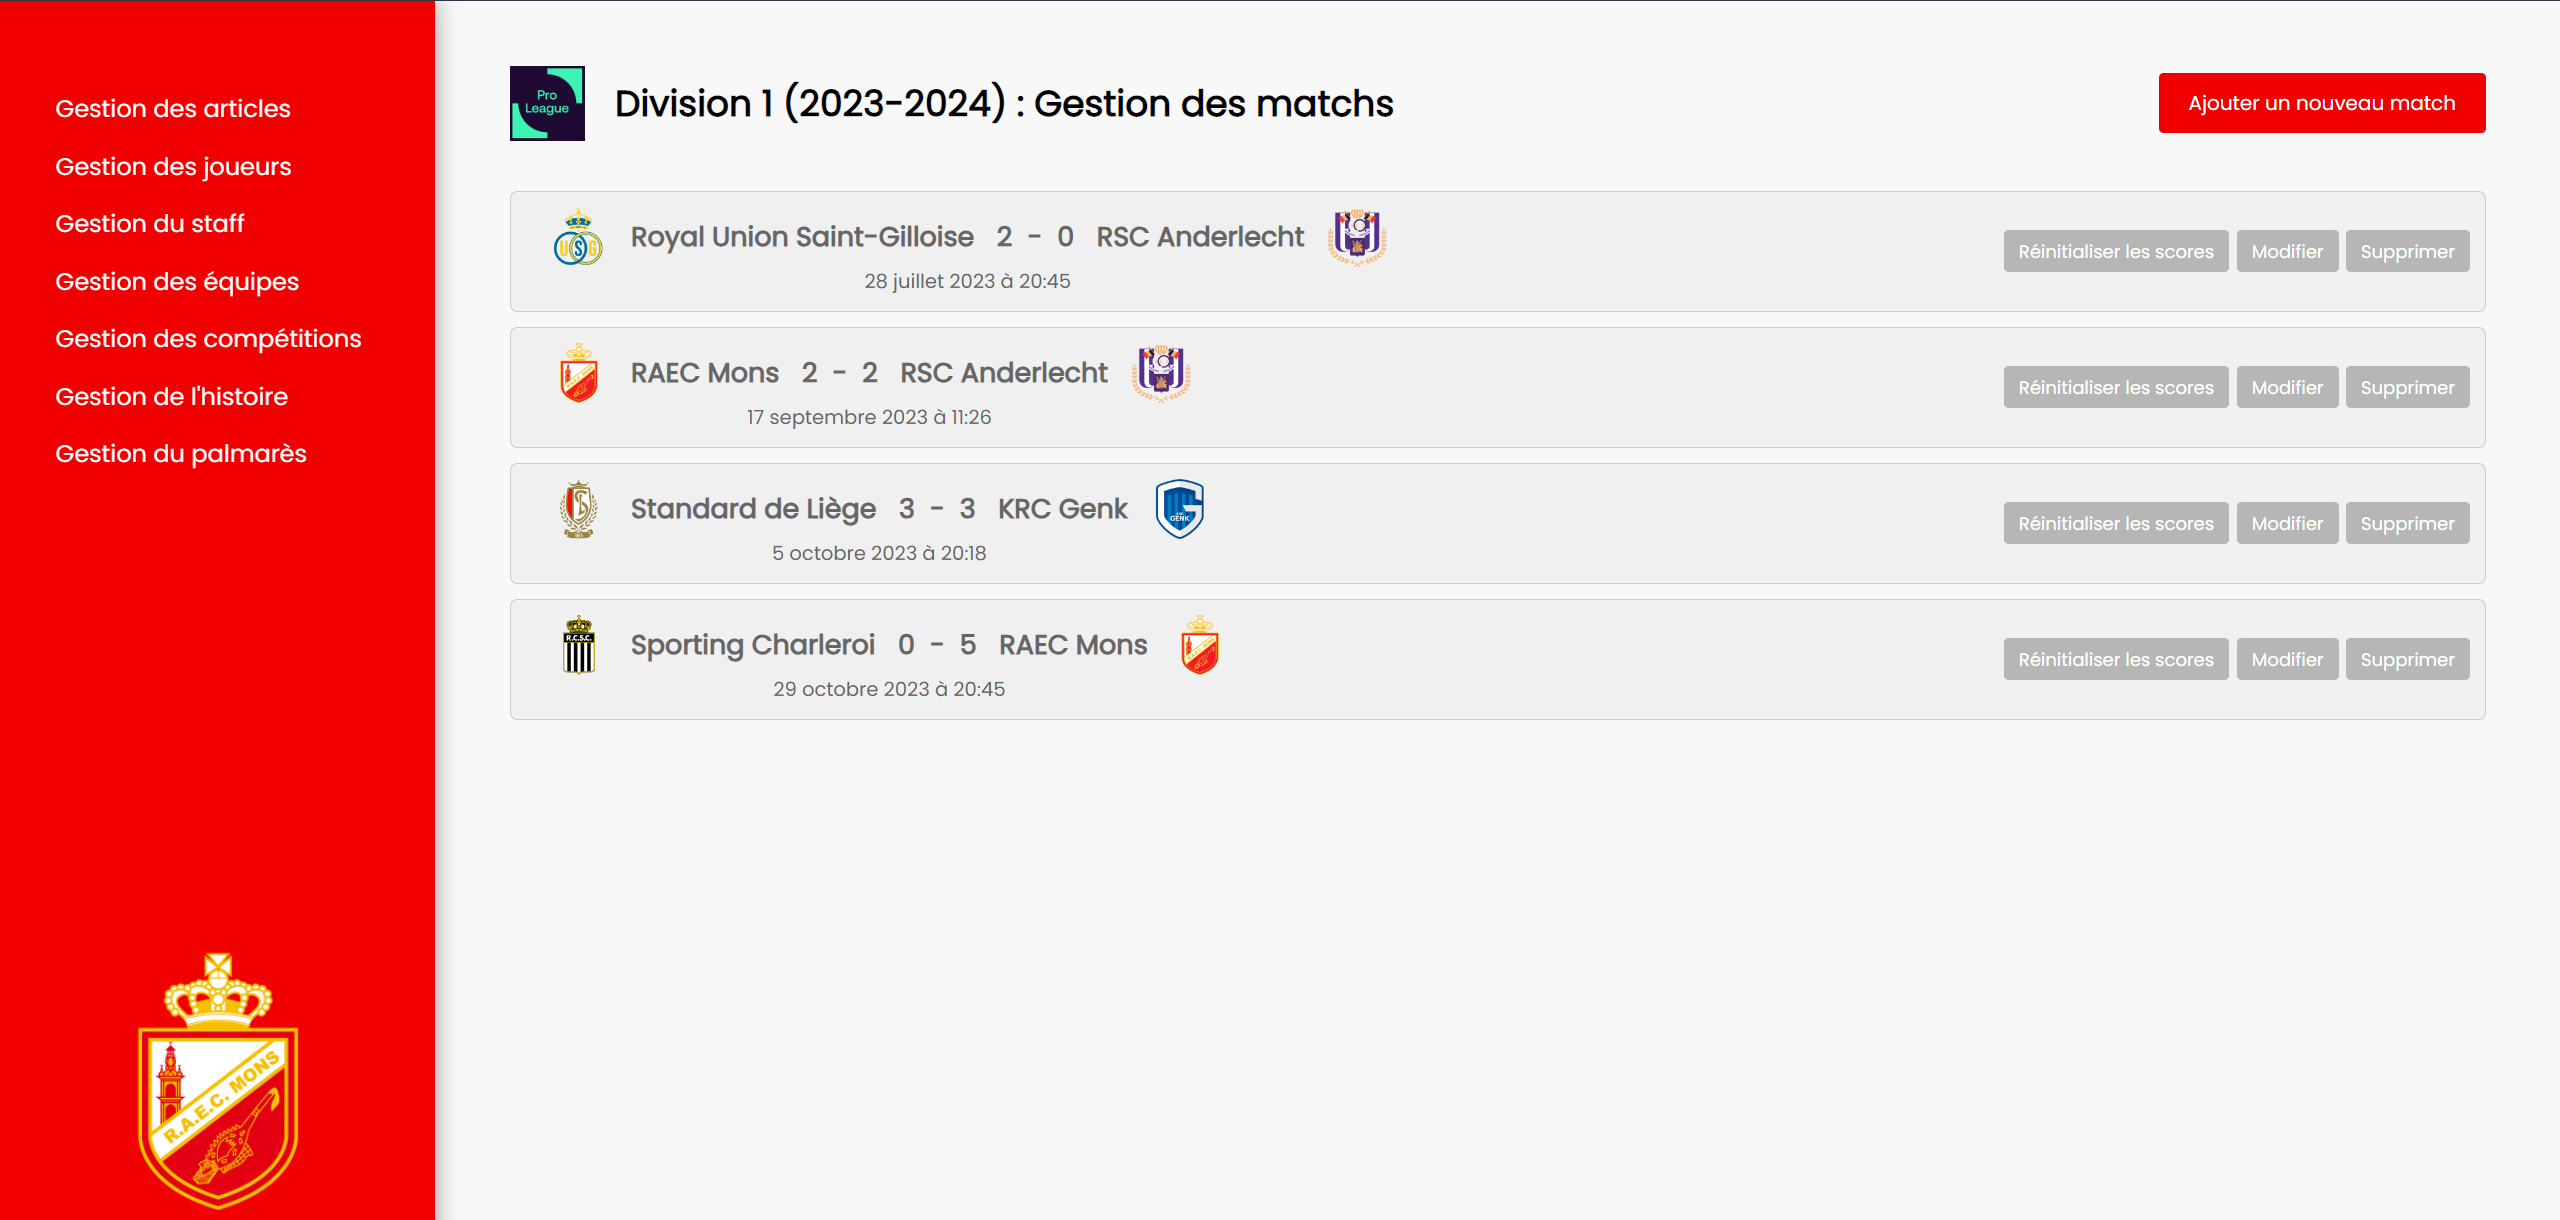 Gestion des articles
Gestion des joueurs
Gestion du staff
Gestion des équipes
Gestion des compétitions
Gestion de l'histoire
Gestion du palmarès
R.A.E.C. MONS
Pro
League
Division 1 (2023-2024) : Gestion des matchs
Ajouter un nouveau match
USG
Royal Union Saint-Gilloise 2 - 0 RSC Anderlecht
28 juillet 2023 à 20:45
Réinitialiser les scores Modifier Supprimer
RAEC Mons 2 - 2 RSC Anderlecht
17 septembre 2023 à 11:26
Réinitialiser les scores Modifier Supprimer
Standard de Liège 3 - 3 KRC Genk
GENK
5 octobre 2023 à 20:18
Réinitialiser les scores Modifier Supprimer
R.C.S.C.
Sporting Charleroi 0 - 5 RAEC Mons
29 octobre 2023 à 20:45
Réinitialiser les scores Modifier Supprimer